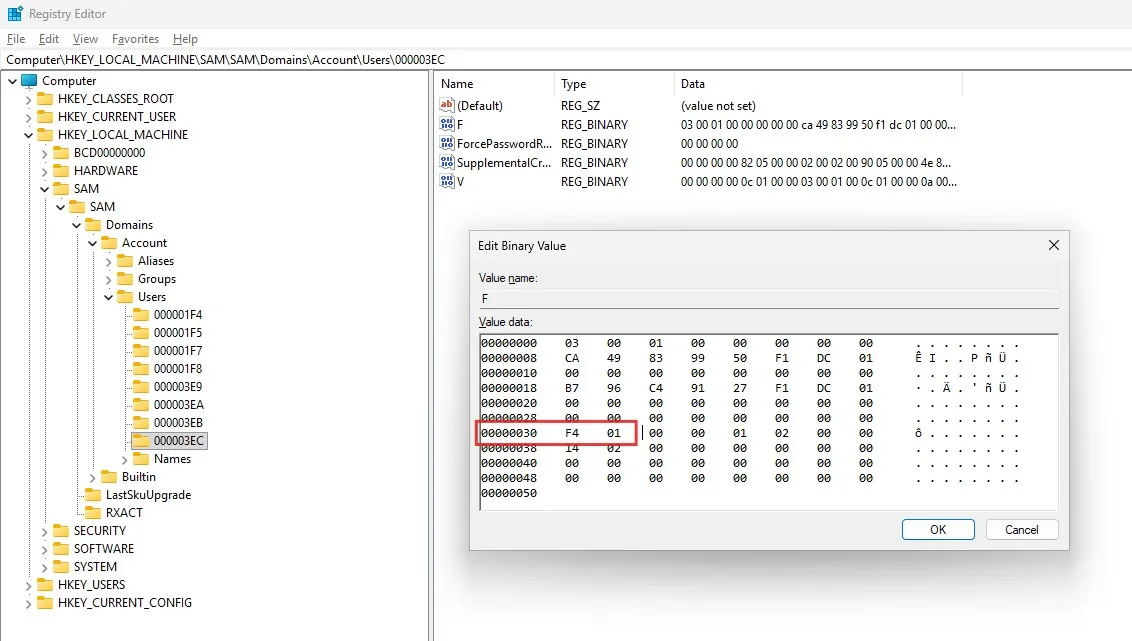 Registry Editor
File Edit View Favorites Help
Computer\HKEY_LOCAL_MACHINE\SAM\SAM\Domains\Account\Users\000003EC
Computer
HKEY_CLASSES_ROOT
HKEY_CURRENT_USER
HKEY_LOCAL_MACHINE
BCD00000000
HARDWARE
SAM
SAM
Domains
Account
Aliases
Groups
Users
000001F4
000001F5
000001F7
000001F8
000003E9
000003EA
000003EB
000003EC
Names
Builtin
LastSkuUpgrade
RXACT
SECURITY
SOFTWARE
SYSTEM
HKEY_USERS
HKEY_CURRENT_CONFIG
Name Type Data
ab (Default) REG_SZ (value not set)
F REG_BINARY 03 00 01 00 00 00 00 00 ca 49 83 99 50 f1 dc 01 00 00...
ForcePasswordR... REG_BINARY 00 00 00 00
SupplementalCr... REG_BINARY 00 00 00 00 82 05 00 00 02 00 02 00 90 05 00 00 4e 8...
V REG_BINARY 00 00 00 00 0c 01 00 00 03 00 01 00 0c 01 00 00 0a 00...
Edit Binary Value
Value name:
F
Value data:
00000000 03 00 01 00 00 00 00 00 . . . . . . . .
00000008 CA 49 83 99 50 F1 DC 01 Ê I . . P ñ Ü .
00000010 00 00 00 00 00 00 00 00 . . . . . . . .
00000018 B7 96 C4 91 27 F1 DC 01 · . Ä . ' ñ Ü .
00000020 00 00 00 00 00 00 00 00 . . . . . . . .
00000028 00 00 00 00 00 00 00 00 . . . . . . . .
00000030 F4 01 00 00 01 02 00 00 ô . . . . . . .
00000038 14 02 00 00 00 00 00 00 . . . . . . . .
00000040 00 00 00 00 00 00 00 00 . . . . . . . .
00000048 00 00 00 00 00 00 00 00 . . . . . . . .
00000050
OK Cancel